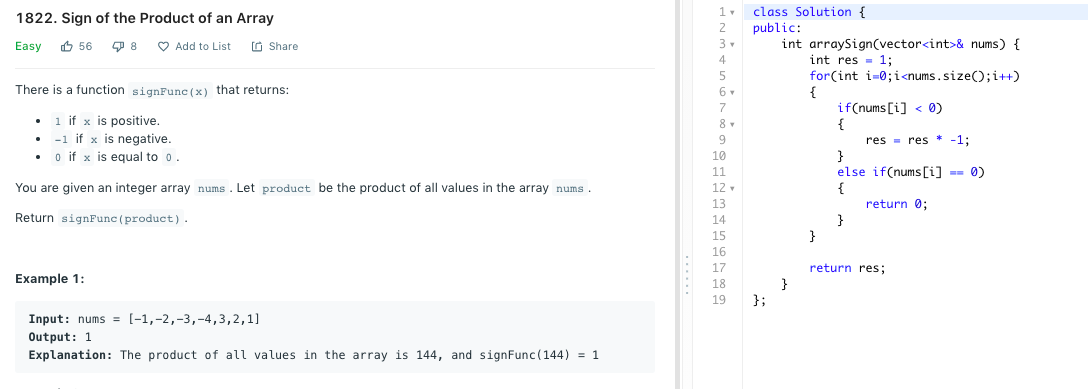 1822. Sign of the Product of an Array
Easy 56 8 Add to List Share
There is a function signFunc(x) that returns:
• 1 if x is positive.
• -1 if x is negative.
• 0 if x is equal to 0.
You are given an integer array nums. Let product be the product of all values in the array nums.
Return signFunc(product).
Example 1:
Input: nums = [-1,-2,-3,-4,3,2,1]
Output: 1
Explanation: The product of all values in the array is 144, and signFunc(144) = 1
1 class Solution {
2 public:
3     int arraySign(vector<int>& nums) {
4         int res = 1;
5         for(int i=0;i<nums.size();i++)
6         {
7             if(nums[i] < 0)
8             {
9                 res = res * -1;
10             }
11             else if(nums[i] == 0)
12             {
13                 return 0;
14             }
15         }
16
17         return res;
18     }
19 };